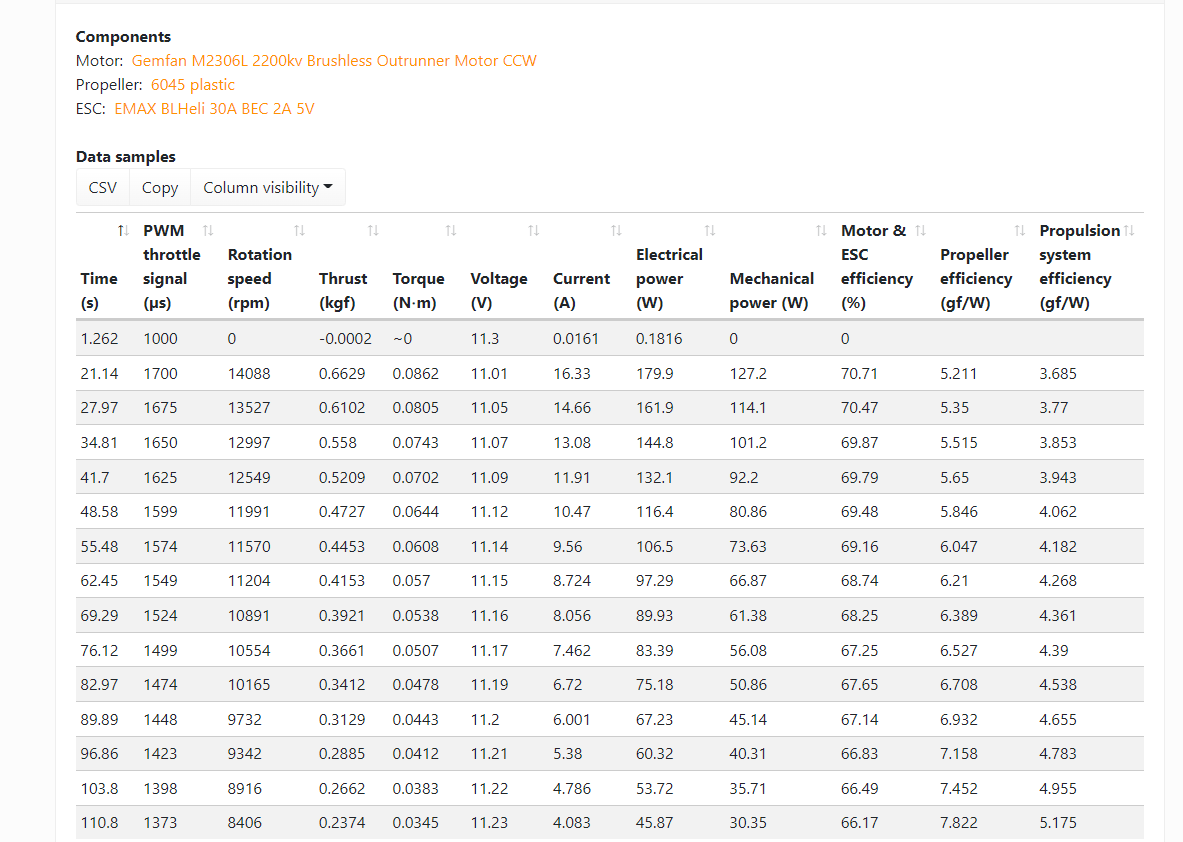 Components
Motor: Gemfan M2306L 2200kv Brushless Outrunner Motor CCW
Propeller: 6045 plastic
ESC: EMAX BLHeli 30A BEC 2A 5V
Data samples
CSV Copy Column visibility
Time (s) PWM throttle signal (µs) Rotation speed (rpm) Thrust (kgf) Torque (N·m) Voltage (V) Current (A) Electrical power (W) Mechanical power (W) Motor & ESC efficiency (%) Propeller efficiency (gf/W) Propulsion system efficiency (gf/W)
1.262 1000 0 -0.0002 ~0 11.3 0.0161 0.1816 0 0
21.14 1700 14088 0.6629 0.0862 11.01 16.33 179.9 127.2 70.71 5.211 3.685
27.97 1675 13527 0.6102 0.0805 11.05 14.66 161.9 114.1 70.47 5.35 3.77
34.81 1650 12997 0.558 0.0743 11.07 13.08 144.8 101.2 69.87 5.515 3.853
41.7 1625 12549 0.5209 0.0702 11.09 11.91 132.1 92.2 69.79 5.65 3.943
48.58 1599 11991 0.4727 0.0644 11.12 10.47 116.4 80.86 69.48 5.846 4.062
55.48 1574 11570 0.4453 0.0608 11.14 9.56 106.5 73.63 69.16 6.047 4.182
62.45 1549 11204 0.4153 0.057 11.15 8.724 97.29 66.87 68.74 6.21 4.268
69.29 1524 10891 0.3921 0.0538 11.16 8.056 89.93 61.38 68.25 6.389 4.361
76.12 1499 10554 0.3661 0.0507 11.17 7.462 83.39 56.08 67.25 6.527 4.39
82.97 1474 10165 0.3412 0.0478 11.19 6.72 75.18 50.86 67.65 6.708 4.538
89.89 1448 9732 0.3129 0.0443 11.2 6.001 67.23 45.14 67.14 6.932 4.655
96.86 1423 9342 0.2885 0.0412 11.21 5.38 60.32 40.31 66.83 7.158 4.783
103.8 1398 8916 0.2662 0.0383 11.22 4.786 53.72 35.71 66.49 7.452 4.955
110.8 1373 8406 0.2374 0.0345 11.23 4.083 45.87 30.35 66.17 7.822 5.175